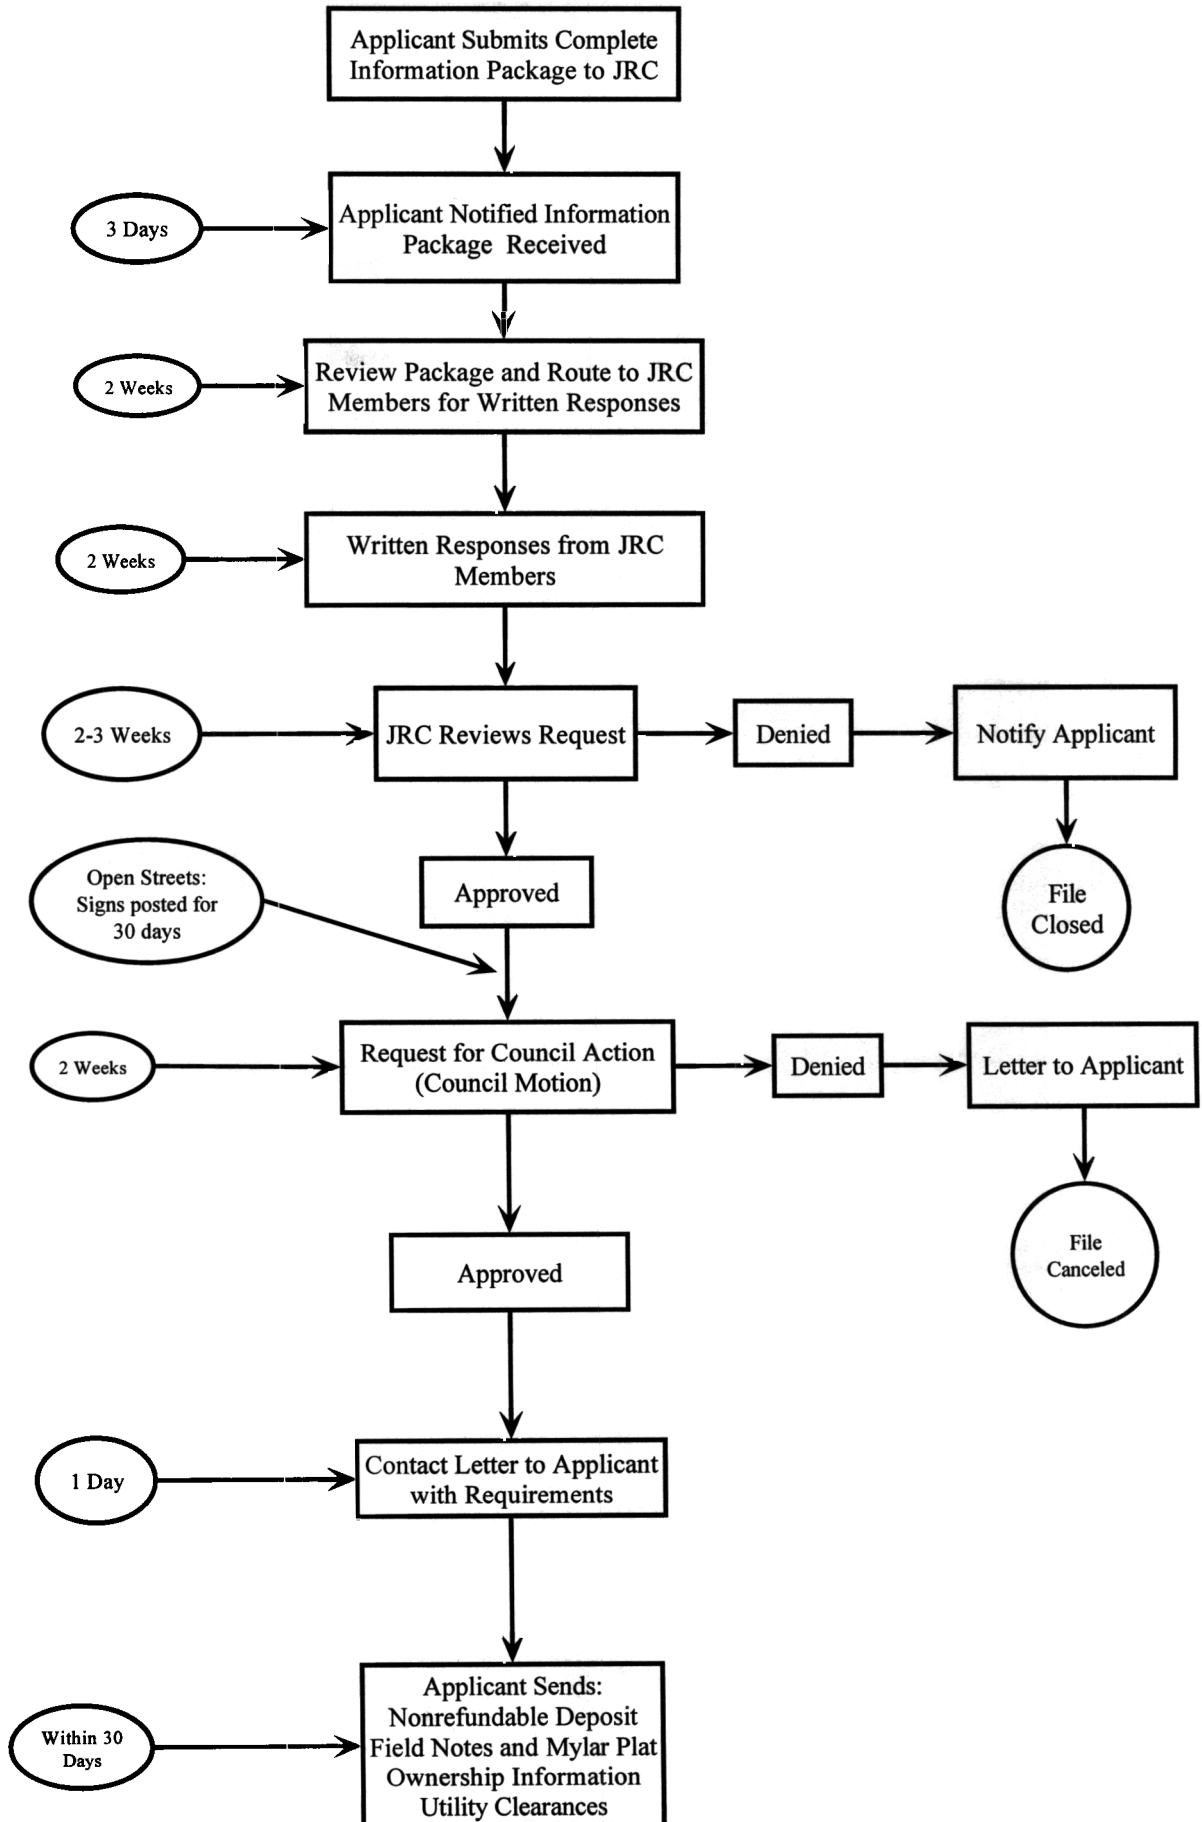 Applicant Submits Complete
Information Package to JRC
3 Days
Applicant Notified Information
Package Received
2 Weeks
Review Package and Route to JRC
Members for Written Responses
2 Weeks
Written Responses from JRC
Members
2-3 Weeks
JRC Reviews Request
Denied
Notify Applicant
Open Streets:
Signs posted for
30 days
Approved
File
Closed
2 Weeks
Request for Council Action
(Council Motion)
Denied
Letter to Applicant
Approved
File
Canceled
1 Day
Contact Letter to Applicant
with Requirements
Within 30
Days
Applicant Sends:
Nonrefundable Deposit
Field Notes and Mylar Plat
Ownership Information
Utility Clearances